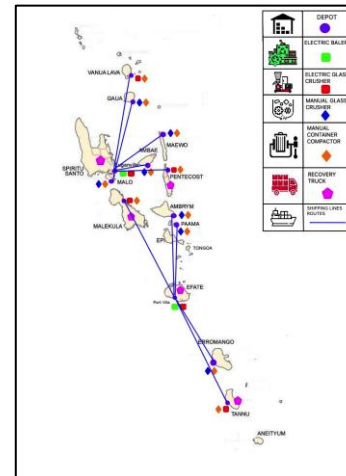 VANUA LAVA
GAUA
MAEWO
AMBAE
SPIRITU
SANTO
MALO
PENTECOST
AMBRYM
PAAMA
MALEKULA
EPI
TONGOA
EFATE
Port Vila
ERROMANGO
TANNU
ANEITYUM
DEPOT
ELECTRIC BALER
ELECTRIC GLASS
CRUSHER
MANUAL GLASS
CRUSHER
MANUAL
CONTAINER
COMPACTOR
RECOVERY
TRUCK
SHIPPING LINES
ROUTES